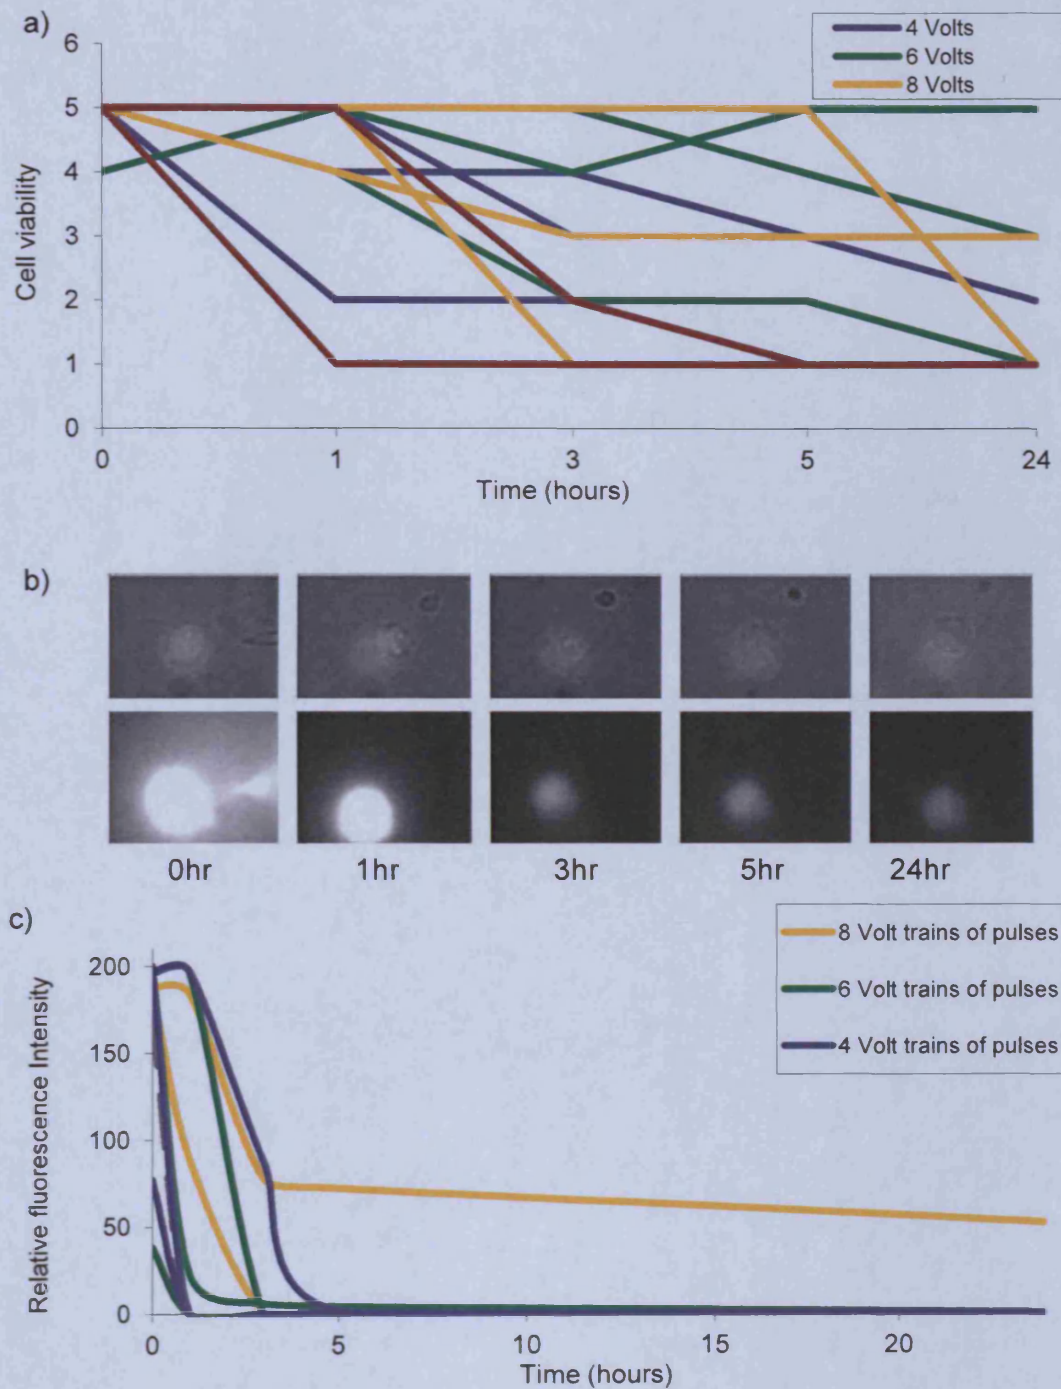 a)
4 Volts
6 Volts
8 Volts
6
5
4
3
2
1
0
Cell viability
0 1 3 5 24
Time (hours)
b)
0hr 1hr 3hr 5hr 24hr
c)
8 Volt trains of pulses
6 Volt trains of pulses
4 Volt trains of pulses
200
150
100
50
0
Relative fluorescence Intensity
0 5 10 15 20
Time (hours)